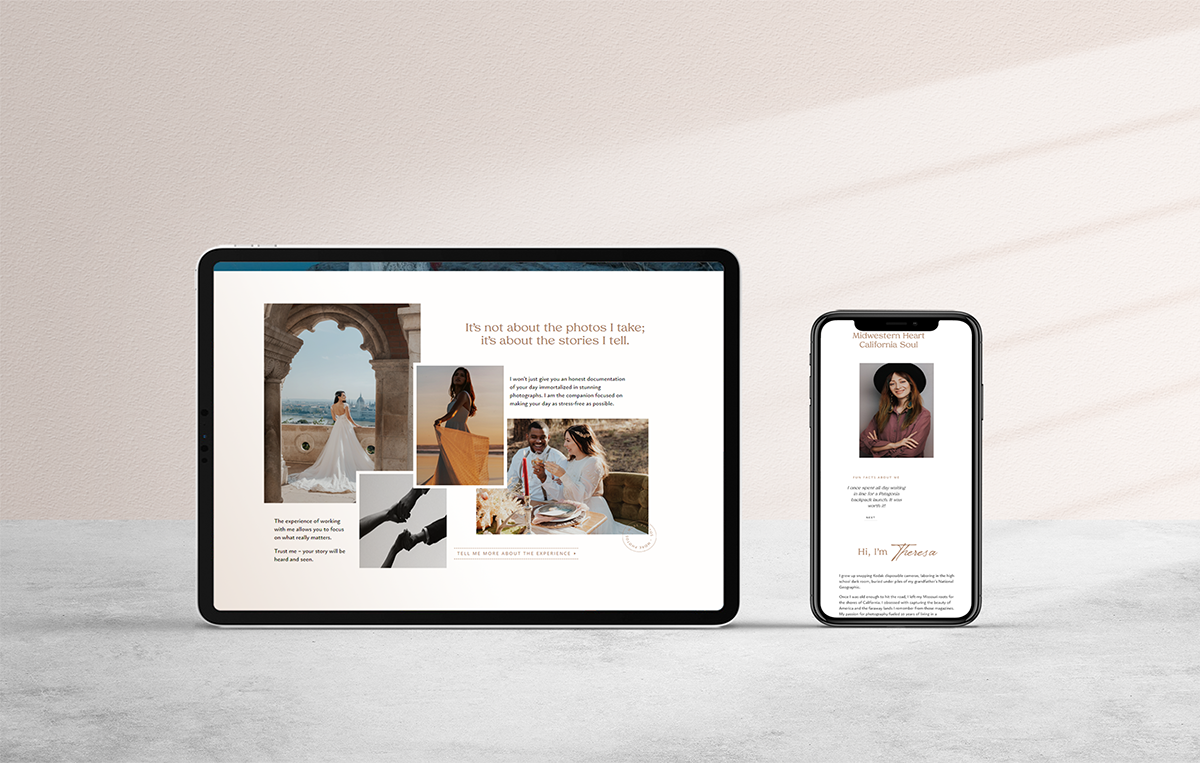 It's not about the photos I take;
it's about the stories I tell.
I won't just give you an honest documentation
of your day immortalized in stunning
photographs. I am the companion focused on
making your day as stress-free as possible.
The experience of working
with me allows you to focus
on what really matters.
Trust me – your story will be
heard and seen.
TELL ME MORE ABOUT THE EXPERIENCE +
Midwestern Heart
California Soul
FUN FACTS ABOUT ME
I once spent all day waiting
in line for a Patagonia
backpack launch. It was
worth it!
NEXT
Hi, I'm Theresa
I grew up snapping Kodak disposable cameras, laboring in the high
school dark room, buried under piles of my grandfather's National
Geographic.
Once I was old enough to hit the road, I left my Missouri roots for
the shores of California. I obsessed with capturing the beauty of
America and the faraway lands I remember from those magazines.
My passion for photography fueled by years of living in a